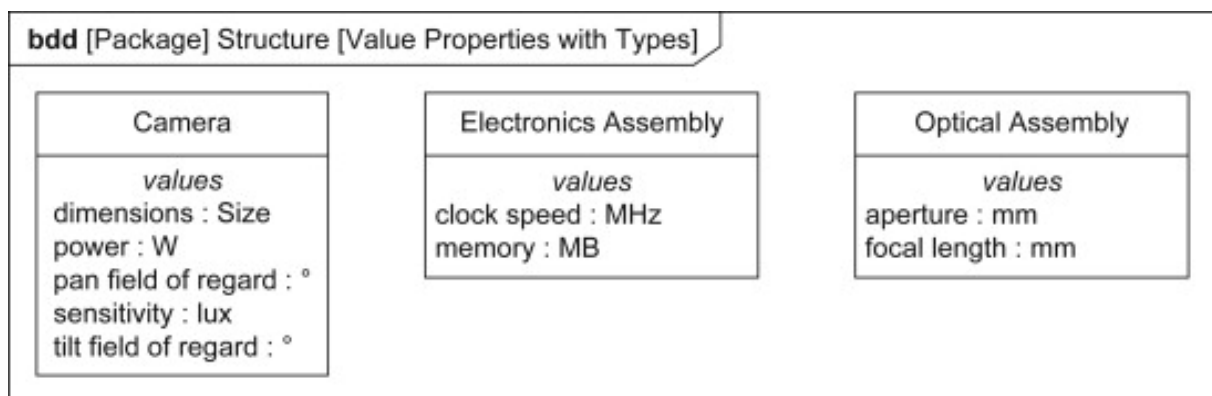 bdd [Package] Structure [Value Properties with Types]
Camera
values
dimensions : Size
power : W
pan field of regard : °
sensitivity : lux
tilt field of regard : °
Electronics Assembly
values
clock speed : MHz
memory : MB
Optical Assembly
values
aperture : mm
focal length : mm